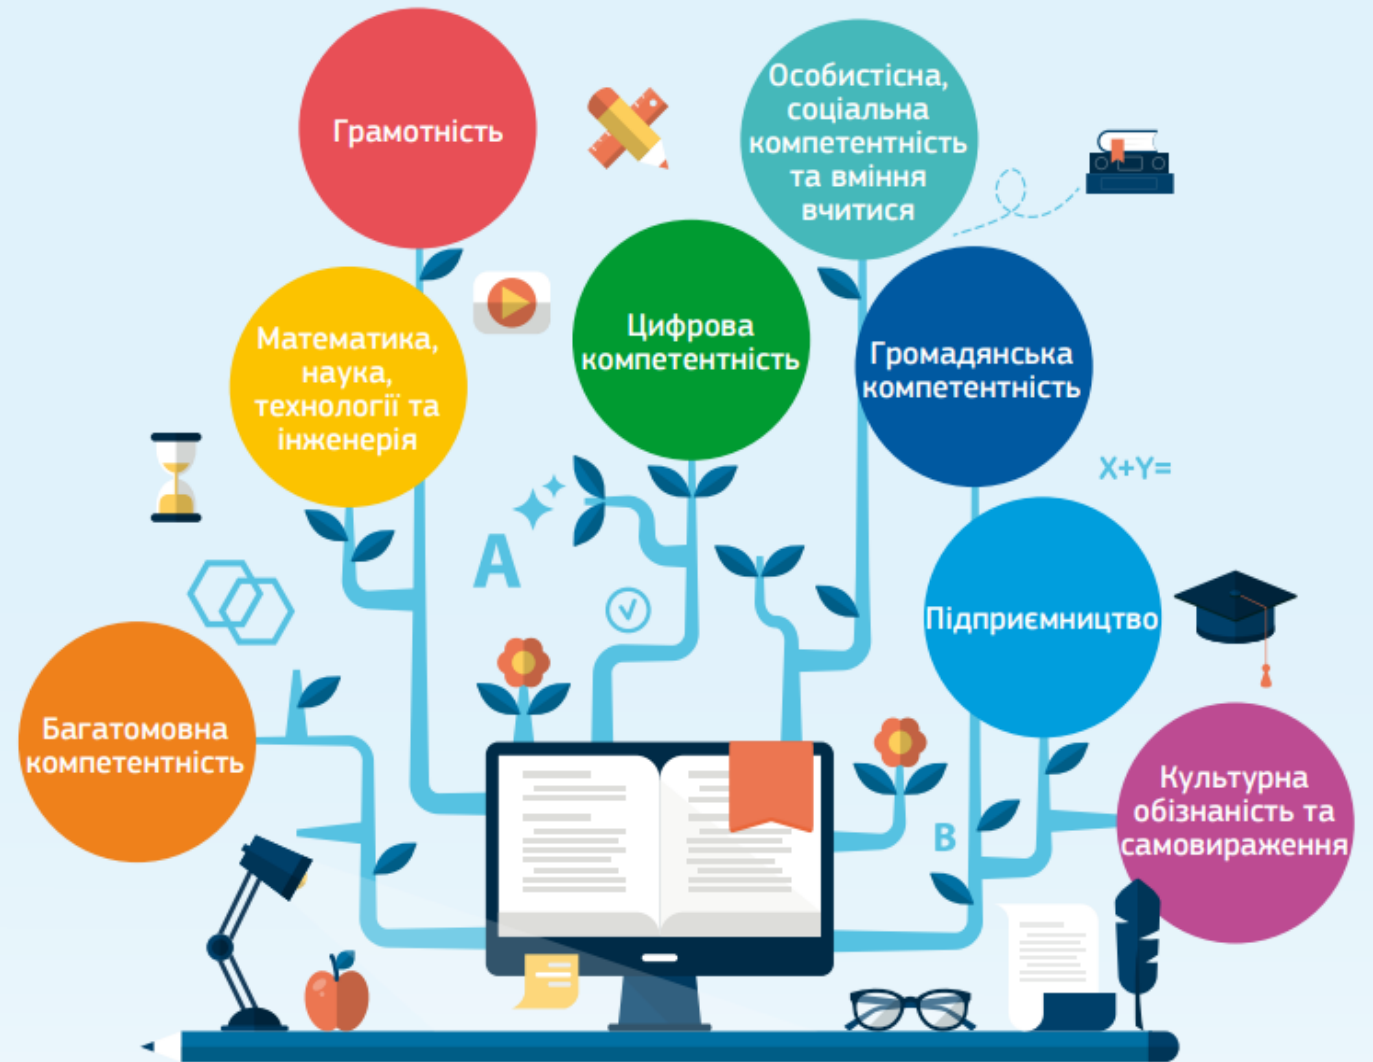 Грамотність
Особистісна,
соціальна
компетентність
та вміння
вчитися
Математика,
наука,
технології та
інженерія
Цифрова
компетентність
Громадянська
компетентність
X+Y=
A
Підприємництво
Багатомовна
компетентність
Культурна
обізнаність та
самовираження
B